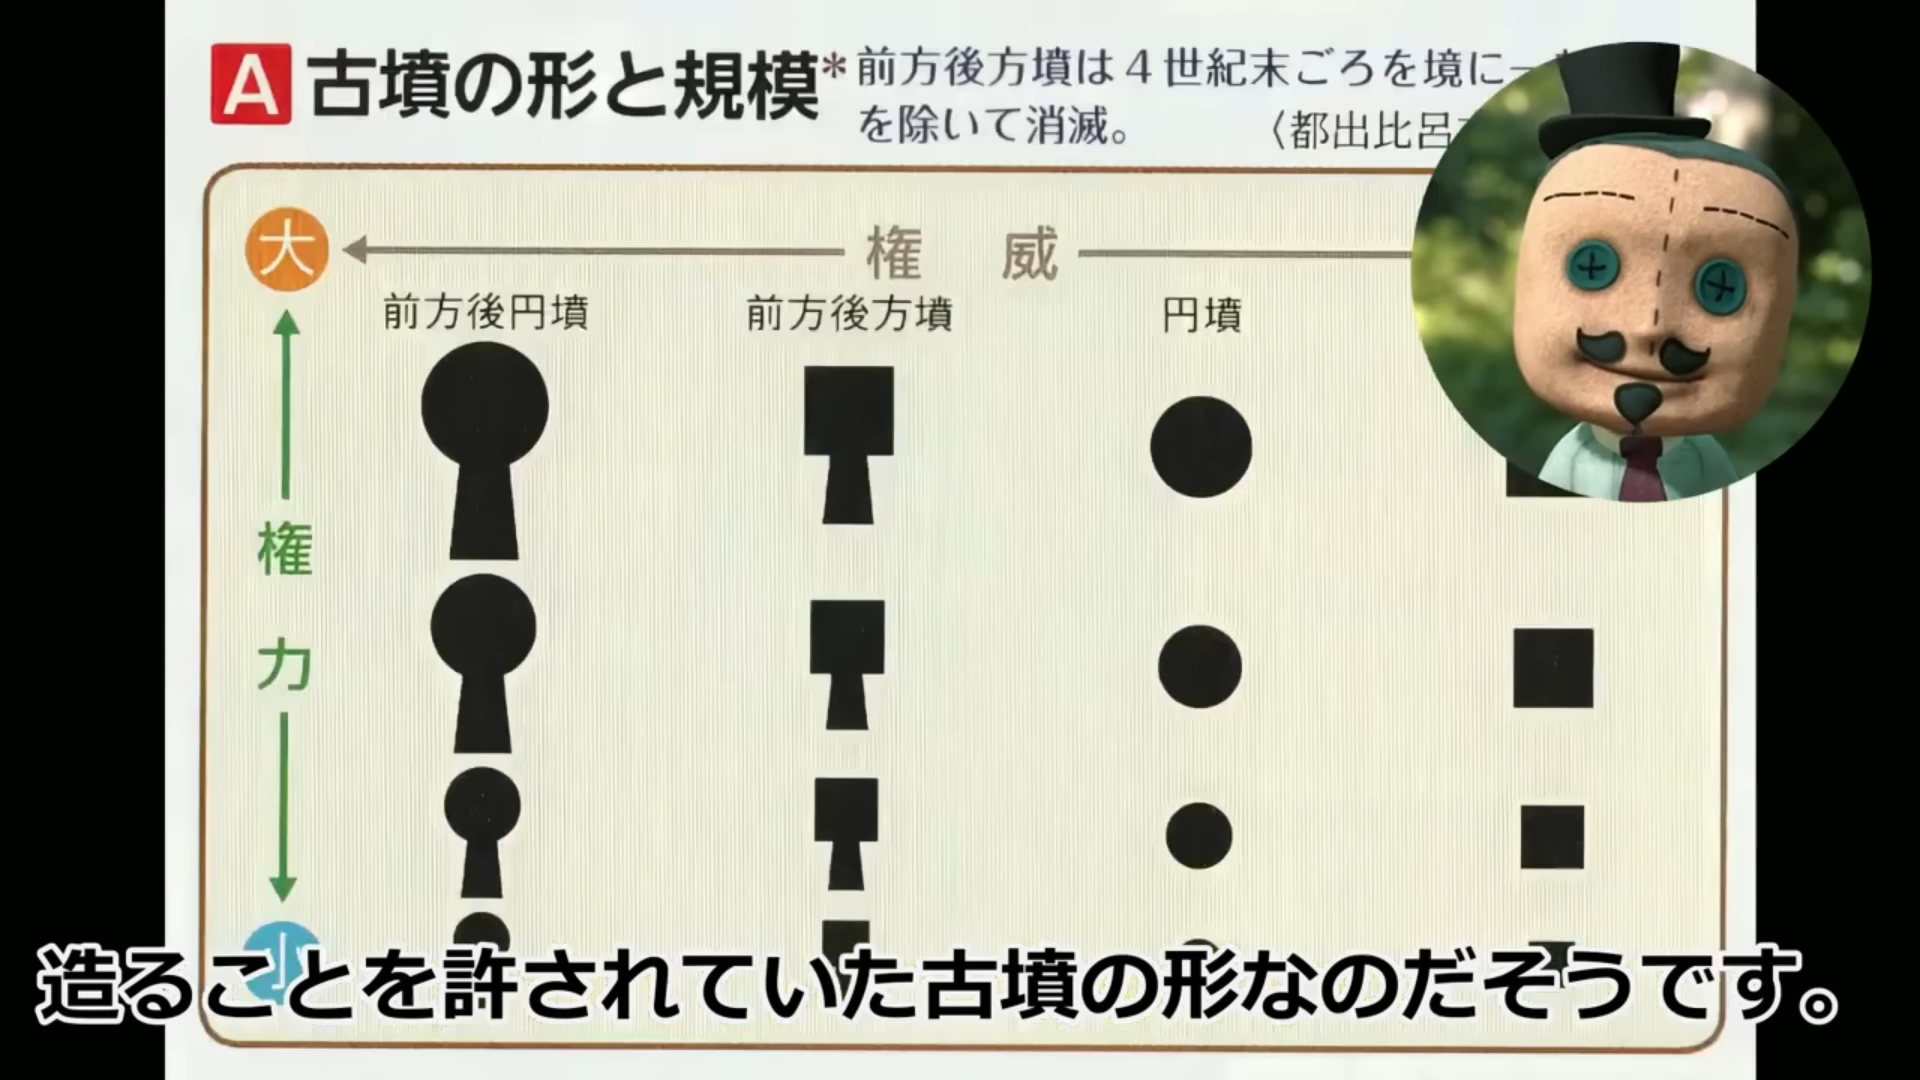 A 古墳の形と規模*前方後方墳は4世紀末ごろを境に一
を除いて消滅。 〈都出比呂
大 権 威
前方後円墳 前方後方墳 円墳
権
力
小
造ることを許されていた古墳の形なのだそうです。